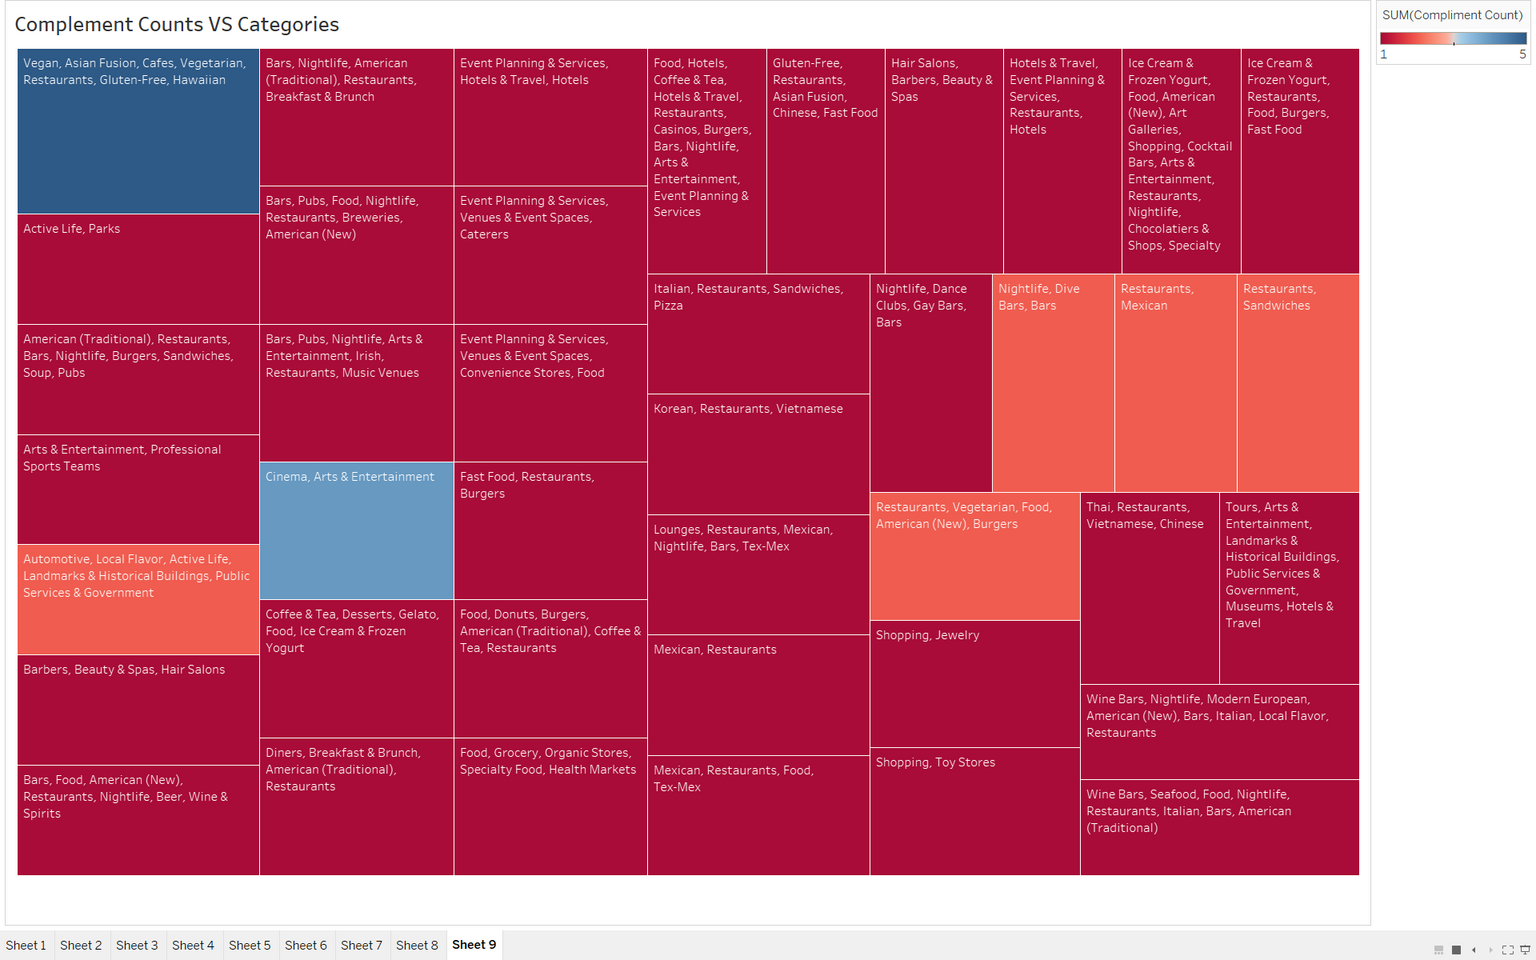 Complement Counts VS Categories
SUM(Compliment Count)
1
5
Vegan, Asian Fusion, Cafes, Vegetarian,
Restaurants, Gluten-Free, Hawaiian
Active Life, Parks
American (Traditional), Restaurants,
Bars, Nightlife, Burgers, Sandwiches,
Soup, Pubs
Arts & Entertainment, Professional
Sports Teams
Automotive, Local Flavor, Active Life,
Landmarks & Historical Buildings, Public
Services & Government
Barbers, Beauty & Spas, Hair Salons
Bars, Food, American (New),
Restaurants, Nightlife, Beer, Wine &
Spirits
Bars, Nightlife, American
(Traditional), Restaurants,
Breakfast & Brunch
Bars, Pubs, Food, Nightlife,
Restaurants, Breweries,
American (New)
Bars, Pubs, Nightlife, Arts &
Entertainment, Irish,
Restaurants, Music Venues
Cinema, Arts & Entertainment
Coffee & Tea, Desserts, Gelato,
Food, Ice Cream & Frozen
Yogurt
Diners, Breakfast & Brunch,
American (Traditional),
Restaurants
Event Planning & Services,
Hotels & Travel, Hotels
Event Planning & Services,
Venues & Event Spaces,
Caterers
Event Planning & Services,
Venues & Event Spaces,
Convenience Stores, Food
Fast Food, Restaurants,
Burgers
Food, Donuts, Burgers,
American (Traditional), Coffee &
Tea, Restaurants
Food, Grocery, Organic Stores,
Specialty Food, Health Markets
Food, Hotels,
Coffee & Tea,
Hotels & Travel,
Restaurants,
Casinos, Burgers,
Bars, Nightlife,
Arts &
Entertainment,
Event Planning &
Services
Gluten-Free,
Restaurants,
Asian Fusion,
Chinese, Fast Food
Hair Salons,
Barbers, Beauty &
Spas
Hotels & Travel,
Event Planning &
Services,
Restaurants,
Hotels
Ice Cream &
Frozen Yogurt,
Food, American
(New), Art
Galleries,
Shopping, Cocktail
Bars, Arts &
Entertainment,
Restaurants,
Nightlife,
Chocolatiers &
Shops, Specialty
Ice Cream &
Frozen Yogurt,
Restaurants,
Food, Burgers,
Fast Food
Italian, Restaurants, Sandwiches,
Pizza
Korean, Restaurants, Vietnamese
Lounges, Restaurants, Mexican,
Nightlife, Bars, Tex-Mex
Mexican, Restaurants
Mexican, Restaurants, Food,
Tex-Mex
Nightlife, Dance
Clubs, Gay Bars,
Bars
Nightlife, Dive
Bars, Bars
Restaurants,
Mexican
Restaurants,
Sandwiches
Restaurants, Vegetarian, Food,
American (New), Burgers
Shopping, Jewelry
Shopping, Toy Stores
Thai, Restaurants,
Vietnamese, Chinese
Tours, Arts &
Entertainment,
Landmarks &
Historical Buildings,
Public Services &
Government,
Museums, Hotels &
Travel
Wine Bars, Nightlife, Modern European,
American (New), Bars, Italian, Local Flavor,
Restaurants
Wine Bars, Seafood, Food, Nightlife,
Restaurants, Italian, Bars, American
(Traditional)
Sheet 1
Sheet 2
Sheet 3
Sheet 4
Sheet 5
Sheet 6
Sheet 7
Sheet 8
Sheet 9